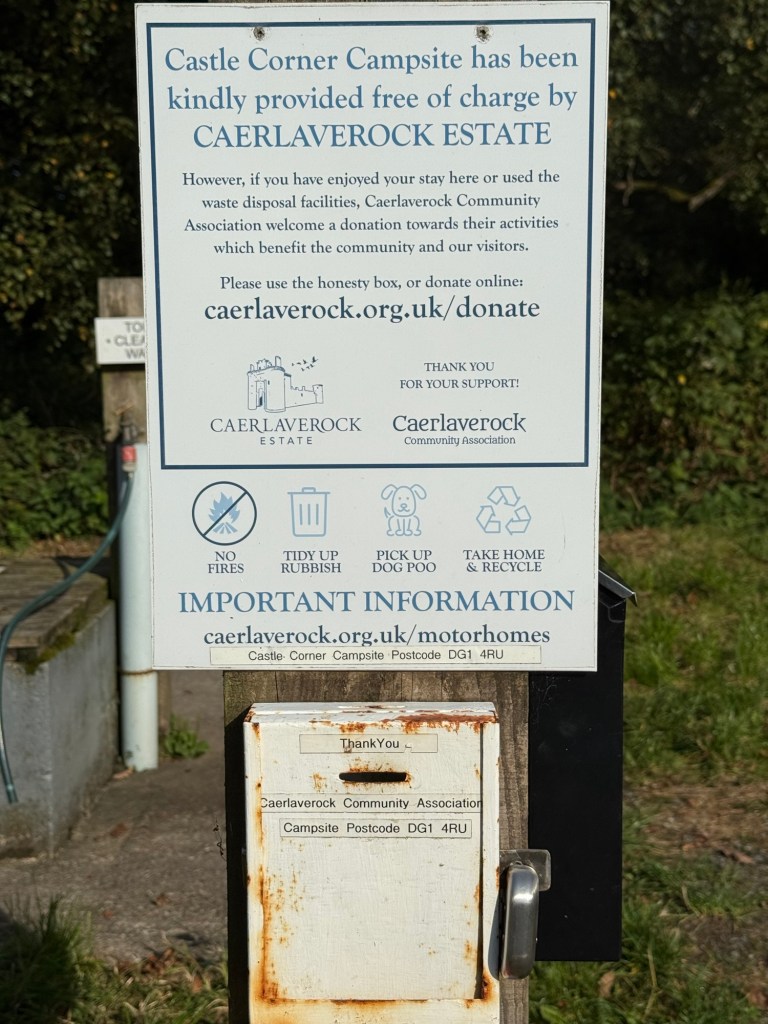 Castle Corner Campsite has been
kindly provided free of charge by
CAERLAVEROCK ESTATE
However, if you have enjoyed your stay here or used the
waste disposal facilities, Caerlaverock Community
Association welcome a donation towards their activities
which benefit the community and our visitors.
Please use the honesty box, or donate online:
caerlaverock.org.uk/donate
CAERLAVEROCK
ESTATE
THANK YOU
FOR YOUR SUPPORT!
Caerlaverock
Community Association
NO
FIRES
TIDY UP
RUBBISH
PICK UP
DOG POO
TAKE HOME
& RECYCLE
IMPORTANT INFORMATION
caerlaverock.org.uk/motorhomes
Castle Corner Campsite Postcode DG1 4RU
ThankYou
Caerlaverock Community Association
Campsite Postcode DG1 4RU